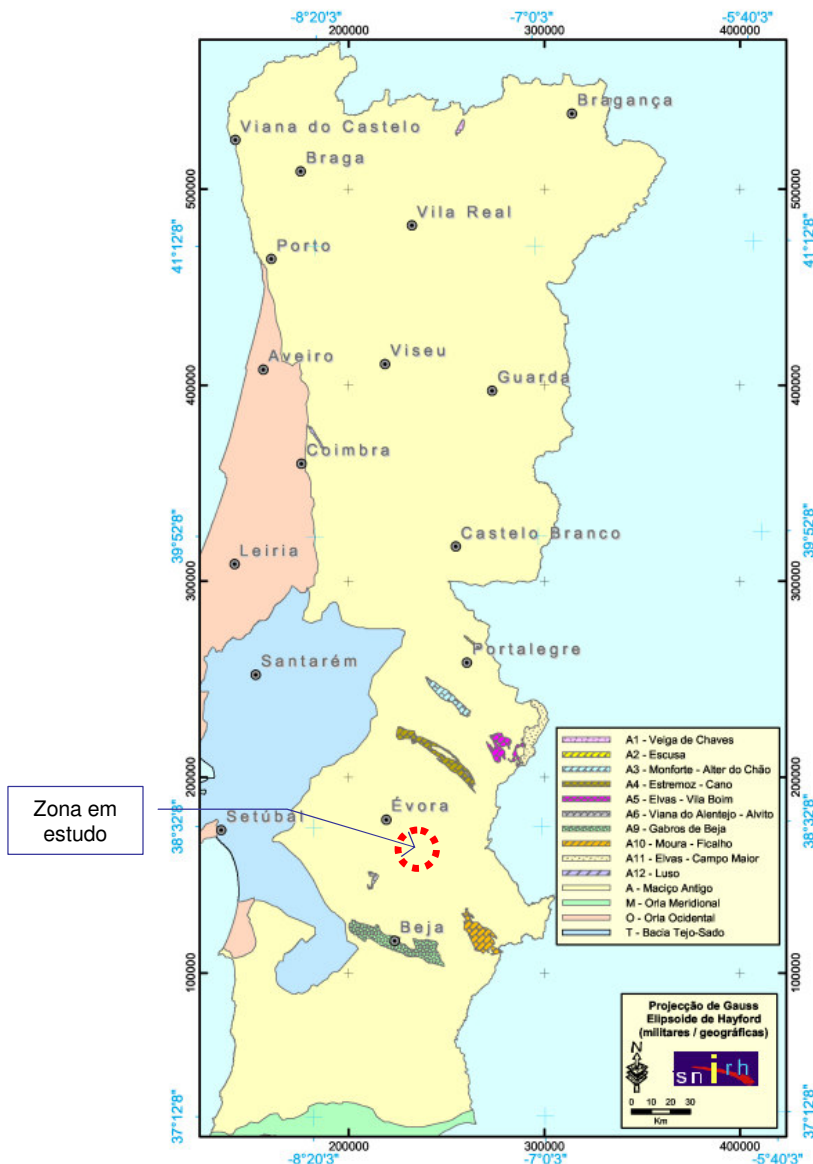 -8°20'3" -7°0'3" -5°40'3"
200000 300000 400000
Bragança
Viana do Castelo
Braga
500000 500000
Vila Real
41°12'8" 41°12'8"
Porto
Aveiro
Viseu
Guarda
400000 400000
Coimbra
39°52'8" 39°52'8"
Castelo Branco
Leiria
300000 300000
Portalegre
Santarém
A1 - Veiga de Chaves
A2 - Escusa
A3 - Monforte - Alter do Chão
200000 200000
A4 - Estremoz - Cano
A5 - Elvas - Vila Boim
Zona em
estudo
Évora
Setúbal
38°32'8" 38°32'8"
A6 - Viana do Alentejo - Alvito
A9 - Gabros de Beja
A10 - Moura - Ficalho
A11 - Elvas - Campo Maior
A12 - Luso
A - Maciço Antigo
M - Orla Meridional
O - Orla Ocidental
T - Bacia Tejo-Sado
Beja
100000 100000
Projecção de Gauss
Elipsoide de Hayford
(militares / geográficas)
N
snirh
0 10 20 30
Km
37°12'8" 37°12'8"
200000 300000 400000
-8°20'3" -7°0'3" -5°40'3"